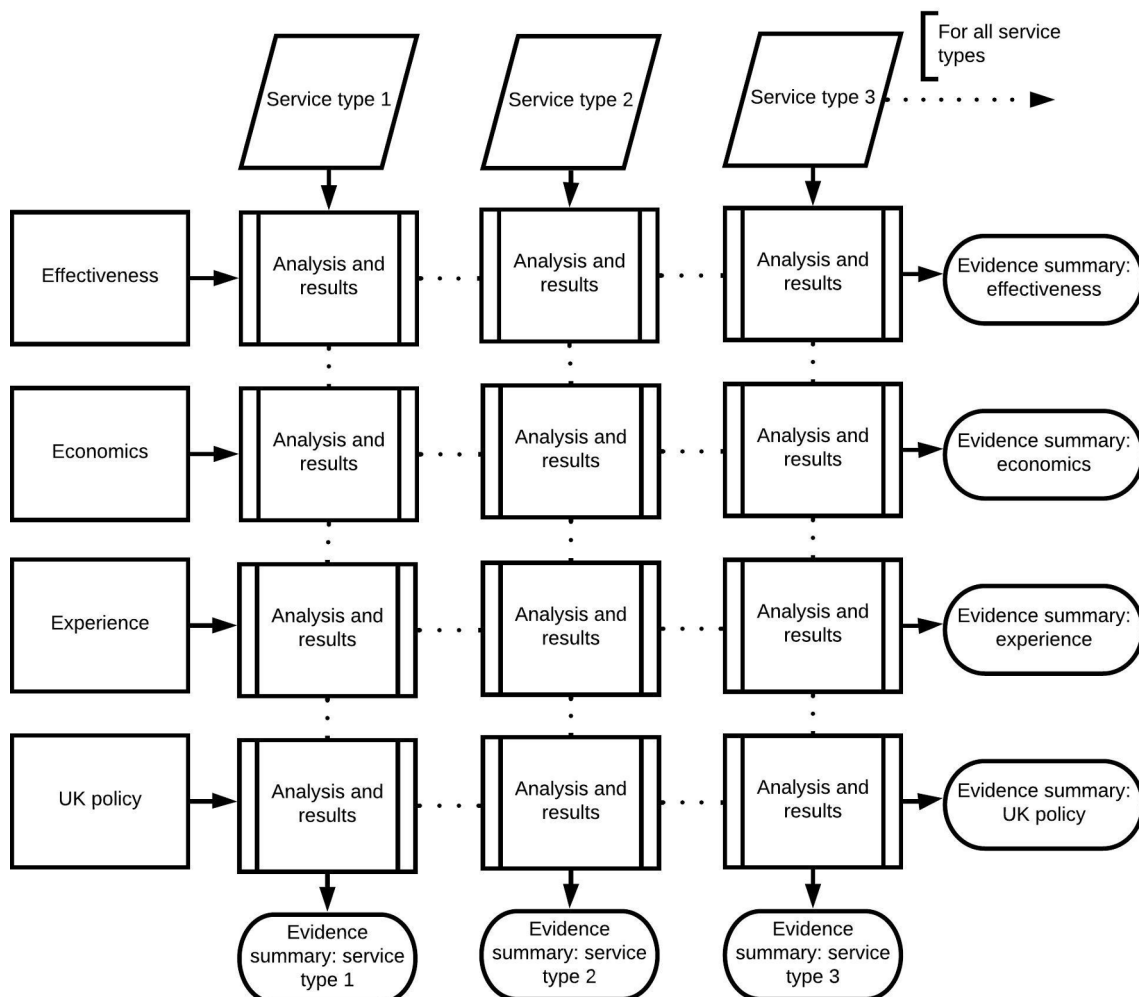 For all service
types
Service type 1
Service type 2
Service type 3
Effectiveness
Analysis and
results
Analysis and
results
Analysis and
results
Evidence summary:
effectiveness
Economics
Analysis and
results
Analysis and
results
Analysis and
results
Evidence summary:
economics
Experience
Analysis and
results
Analysis and
results
Analysis and
results
Evidence summary:
experience
UK policy
Analysis and
results
Analysis and
results
Analysis and
results
Evidence summary:
UK policy
Evidence
summary: service
type 1
Evidence
summary: service
type 2
Evidence
summary: service
type 3